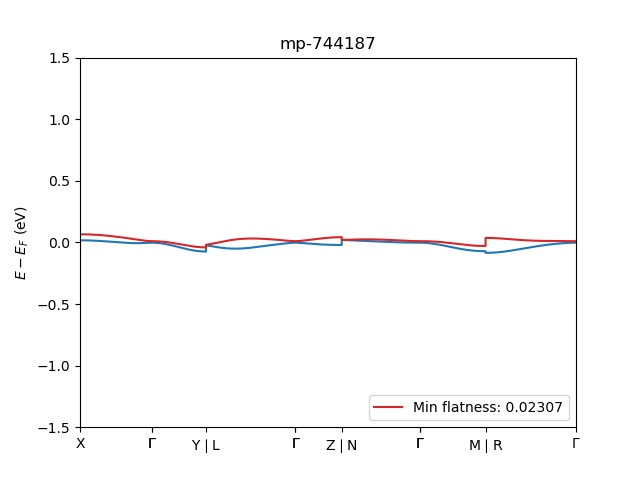 mp-744187
E − E_F (eV)
1.5
1.0
0.5
0.0
−0.5
−1.0
−1.5
Min flatness: 0.02307
X Γ Y | L Γ Z | N Γ M | R Γ